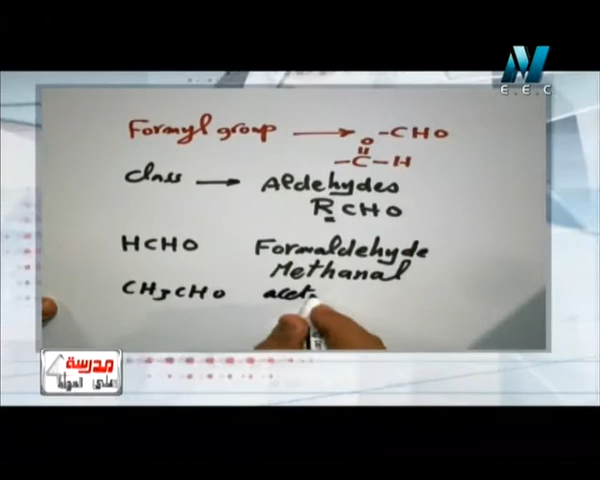 E.E.C
Formyl group → -CHO
O
-C-H
class → Aldehydes
RCHO
HCHO Formaldehyde
Methanal
CH3CHO acet
مدرسة
على الهواء